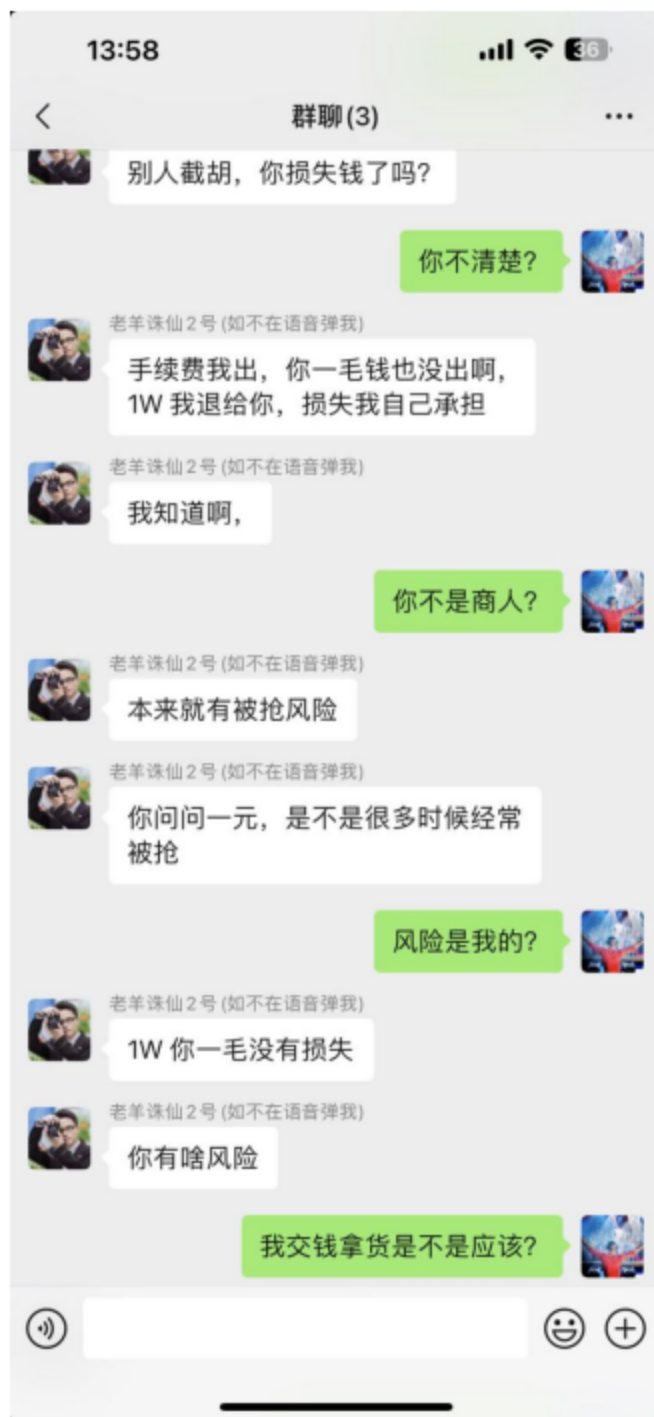 13:58
36
群聊(3)
别人截胡，你损失钱了吗?
你不清楚?
老羊诛仙2号(如不在语音弹我)
手续费我出，你一毛钱也没出啊，
1W 我退给你，损失我自己承担
老羊诛仙2号(如不在语音弹我)
我知道啊，
你不是商人?
老羊诛仙2号(如不在语音弹我)
本来就有被抢风险
老羊诛仙2号(如不在语音弹我)
你问问一元，是不是很多时候经常
被抢
风险是我的?
老羊诛仙2号(如不在语音弹我)
1W 你一毛没有损失
老羊诛仙2号(如不在语音弹我)
你有啥风险
我交钱拿货是不是应该?